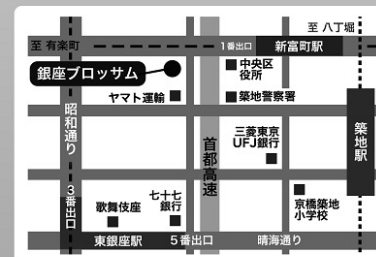 至 八丁堀
至 有楽町
1番出口
新富町駅
銀座ブロッサム
中央区
役所
ヤマト運輸
築地警察署
昭和通り
首都高速
築地駅
三菱東京
UFJ銀行
3番出口
歌舞伎座
七十七
銀行
京橋築地
小学校
東銀座駅
5番出口
晴海通り